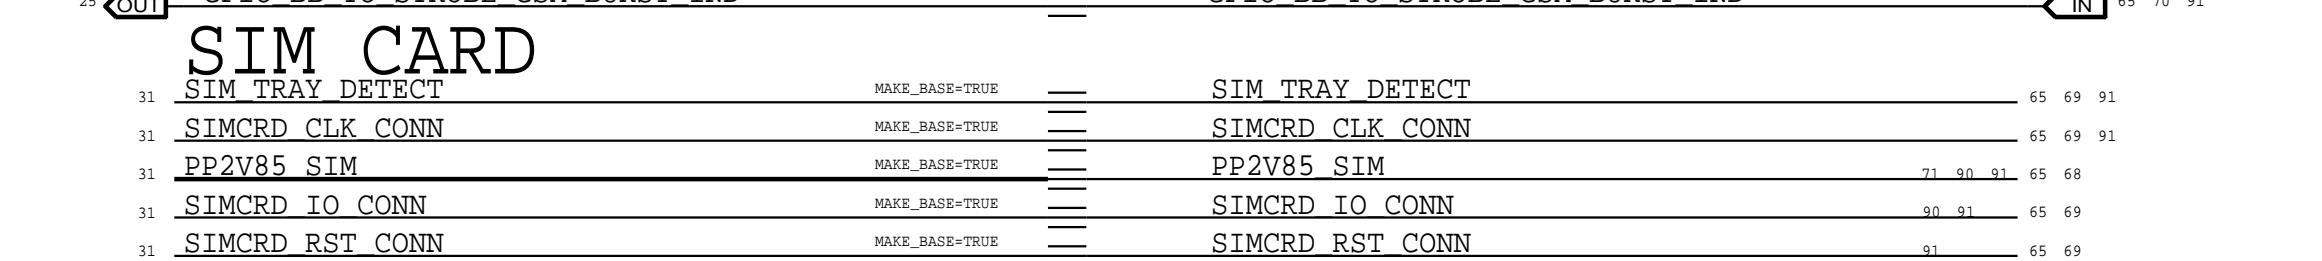 25 OUT GPIO_BB_TO_STROBE_GSM_BURST_IND GPIO_BB_TO_STROBE_GSM_BURST_IND IN 65 70 91
SIM CARD
31 SIM_TRAY_DETECT MAKE_BASE=TRUE SIM_TRAY_DETECT 65 69 91
31 SIMCRD_CLK_CONN MAKE_BASE=TRUE SIMCRD_CLK_CONN 65 69 91
31 PP2V85_SIM MAKE_BASE=TRUE PP2V85_SIM 71 90 91 65 68
31 SIMCRD_IO_CONN MAKE_BASE=TRUE SIMCRD_IO_CONN 90 91 65 69
31 SIMCRD_RST_CONN MAKE_BASE=TRUE SIMCRD_RST_CONN 91 65 69